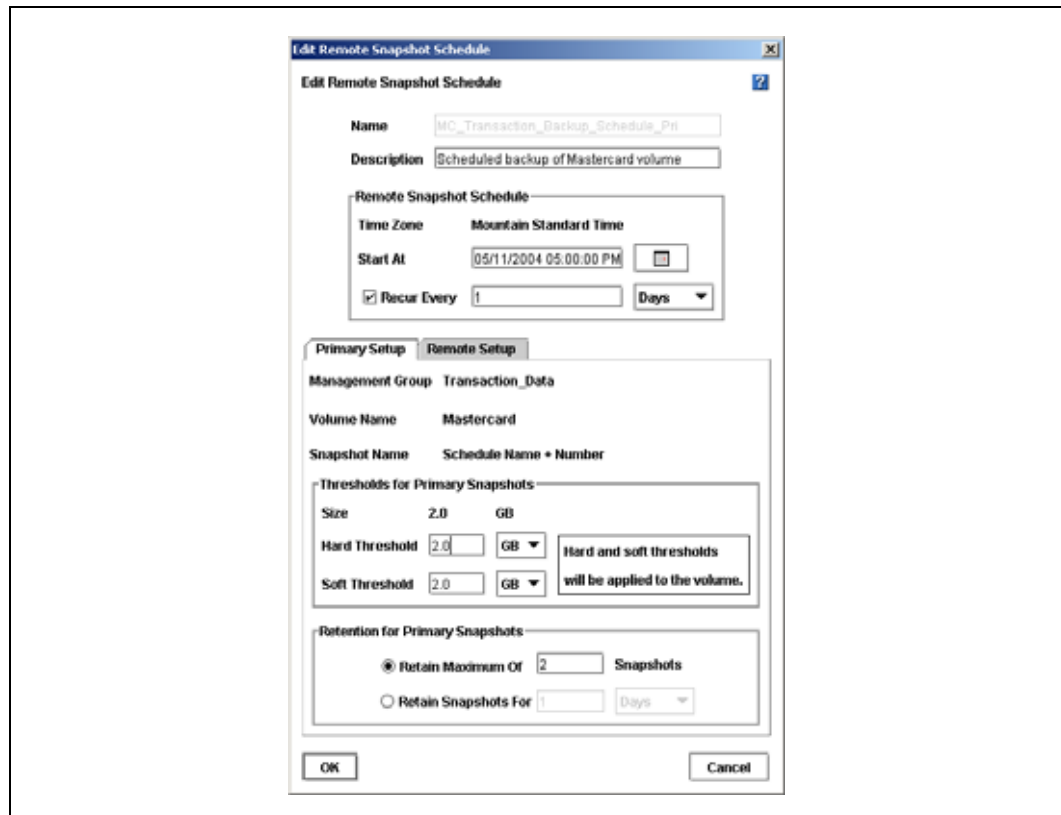 Edit Remote Snapshot Schedule
Edit Remote Snapshot Schedule
Name MC_Transaction_Backup_Schedule_Pri
Description Scheduled backup of Mastercard volume
Remote Snapshot Schedule
Time Zone Mountain Standard Time
Start At 05/11/2004 05:00:00 PM
Recur Every 1 Days
Primary Setup Remote Setup
Management Group Transaction_Data
Volume Name Mastercard
Snapshot Name Schedule Name + Number
Thresholds for Primary Snapshots
Size 2.0 GB
Hard Threshold 2.0 GB
Hard and soft thresholds
will be applied to the volume.
Soft Threshold 2.0 GB
Retention for Primary Snapshots
Retain Maximum Of 2 Snapshots
Retain Snapshots For 1 Days
OK Cancel